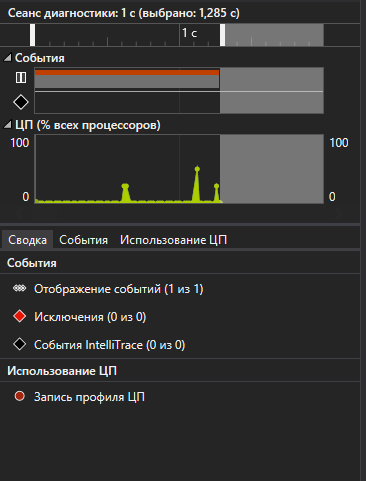 Сеанс диагностики: 1 с (выбрано: 1,285 с)
1 с
События
ЦП (% всех процессоров)
100 100
0 0
Сводка События Использование ЦП
События
Отображение событий (1 из 1)
Исключения (0 из 0)
События IntelliTrace (0 из 0)
Использование ЦП
Запись профиля ЦП